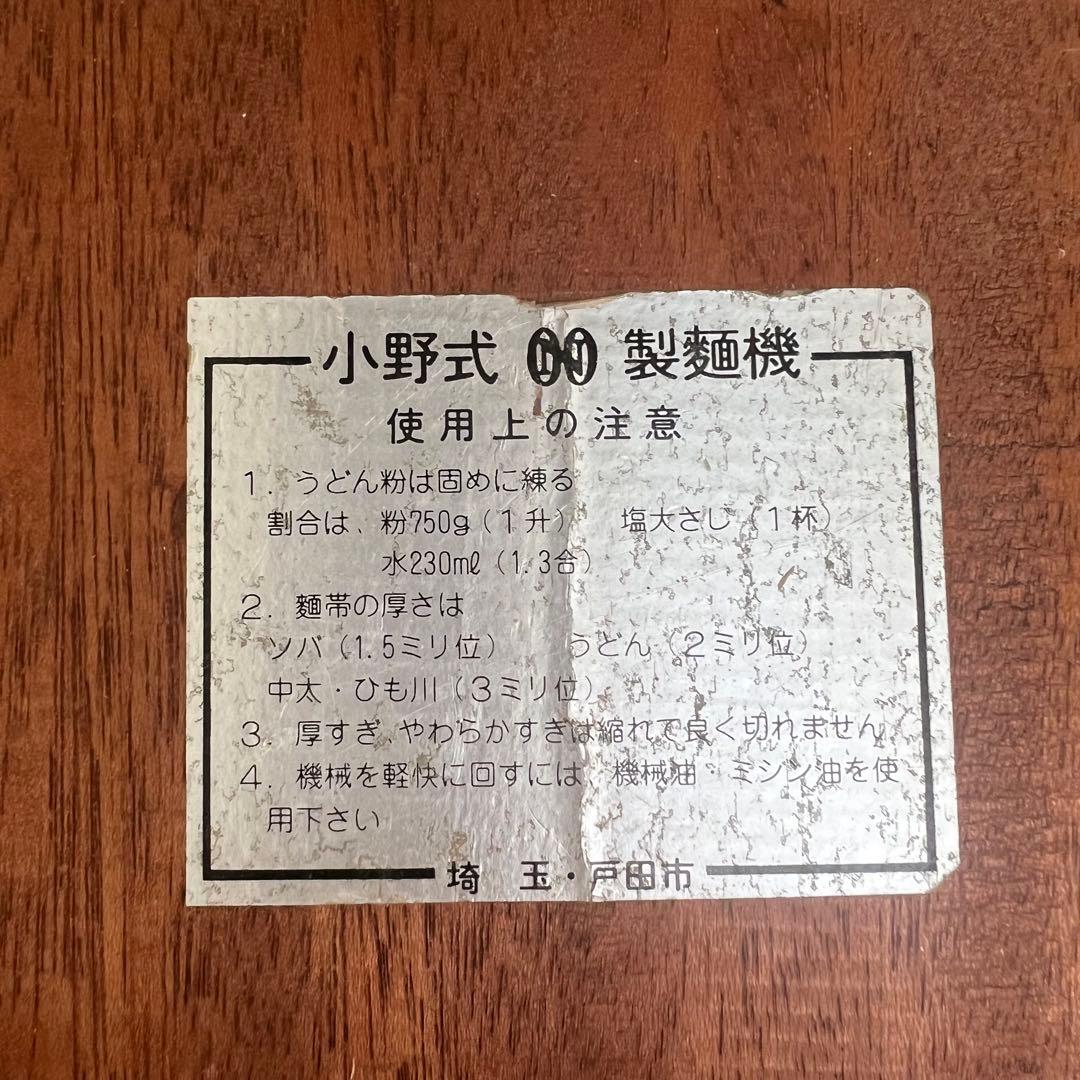 小野式 製麵機
使用上の注意
1. うどん粉は固めに練る
割合は、粉750g(1升) 塩大さじ(1杯)
水230mℓ(1.3合)
2. 麵帯の厚さは
ソバ(1.5ミリ位) うどん(2ミリ位)
中太・ひも川(3ミリ位)
3. 厚すぎ やわらかすぎは縮れて良く切れません
4. 機械を軽快に回すには 機械油・ミシン油を使
用下さい
埼 玉・戸田市